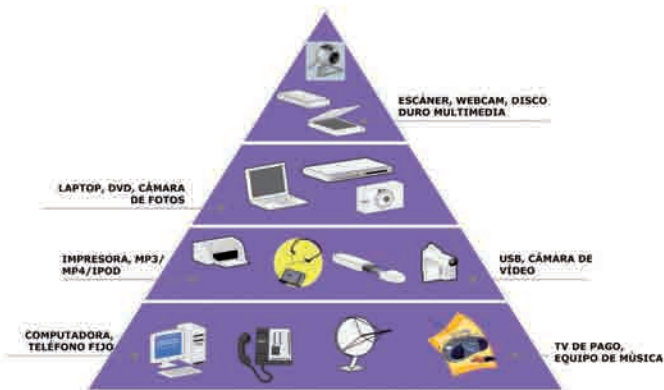 ESCÁNER, WEBCAM, DISCO
DURO MULTIMEDIA
LAPTOP, DVD, CÁMARA
DE FOTOS
IMPRESORA, MP3/
MP4/IPOD
USB, CÁMARA DE
VÍDEO
COMPUTADORA,
TELÉFONO FIJO
TV DE PAGO,
EQUIPO DE MÚSICA